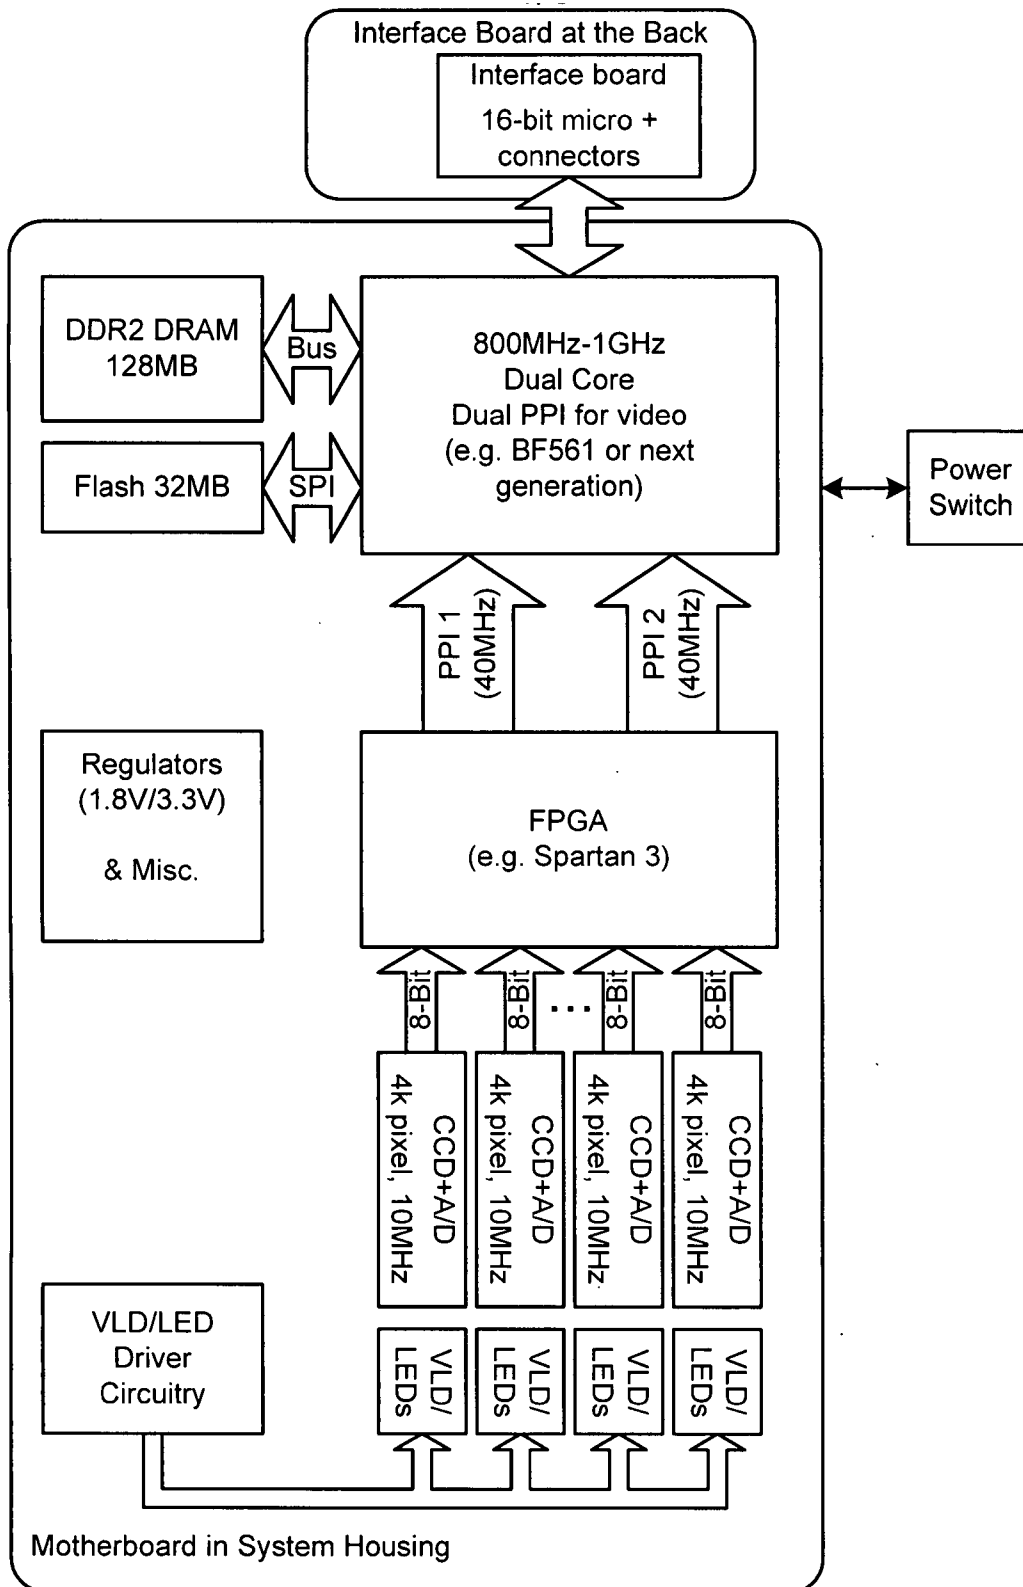 Interface Board at the Back
Interface board
16-bit micro +
connectors
DDR2 DRAM
128MB
Bus
800MHz-1GHz
Dual Core
Dual PPI for video
(e.g. BF561 or next
generation)
Flash 32MB
SPI
Power
Switch
PPI 1
(40MHz)
PPI 2
(40MHz)
Regulators
(1.8V/3.3V)
& Misc.
FPGA
(e.g. Spartan 3)
8-Bit
8-Bit
...
8-Bit
8-Bit
CCD+A/D
4k pixel, 10MHz
CCD+A/D
4k pixel, 10MHz
CCD+A/D
4k pixel, 10MHz
CCD+A/D
4k pixel, 10MHz
VLD/LED
Driver
Circuitry
VLD/
LEDs
VLD/
LEDs
VLD/
LEDs
VLD/
LEDs
Motherboard in System Housing